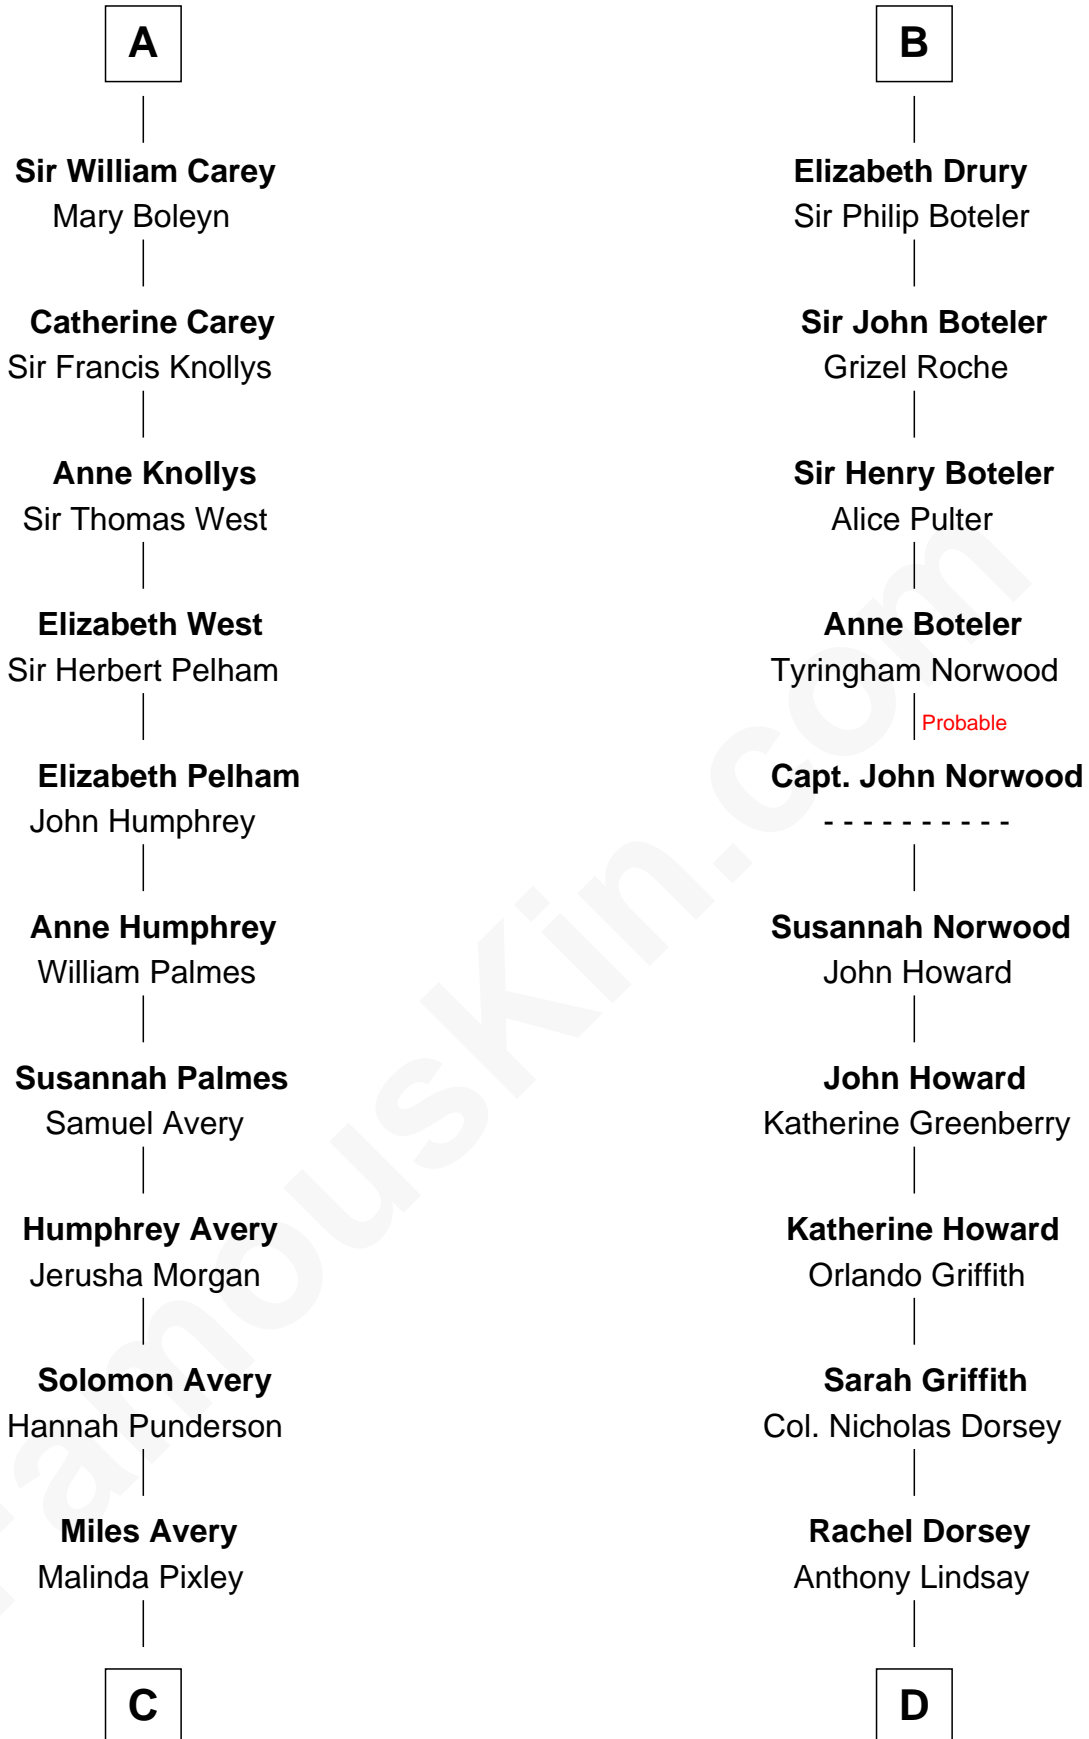 A
Sir William Carey
Mary Boleyn
Catherine Carey
Sir Francis Knollys
Anne Knollys
Sir Thomas West
Elizabeth West
Sir Herbert Pelham
Elizabeth Pelham
John Humphrey
Anne Humphrey
William Palmes
Susannah Palmes
Samuel Avery
Humphrey Avery
Jerusha Morgan
Solomon Avery
Hannah Punderson
Miles Avery
Malinda Pixley
C
B
Elizabeth Drury
Sir Philip Boteler
Sir John Boteler
Grizel Roche
Sir Henry Boteler
Alice Pulter
Anne Boteler
Tyringham Norwood
Probable
Capt. John Norwood
- - - - - - - - - -
Susannah Norwood
John Howard
John Howard
Katherine Greenberry
Katherine Howard
Orlando Griffith
Sarah Griffith
Col. Nicholas Dorsey
Rachel Dorsey
Anthony Lindsay
D
FamousKin.com